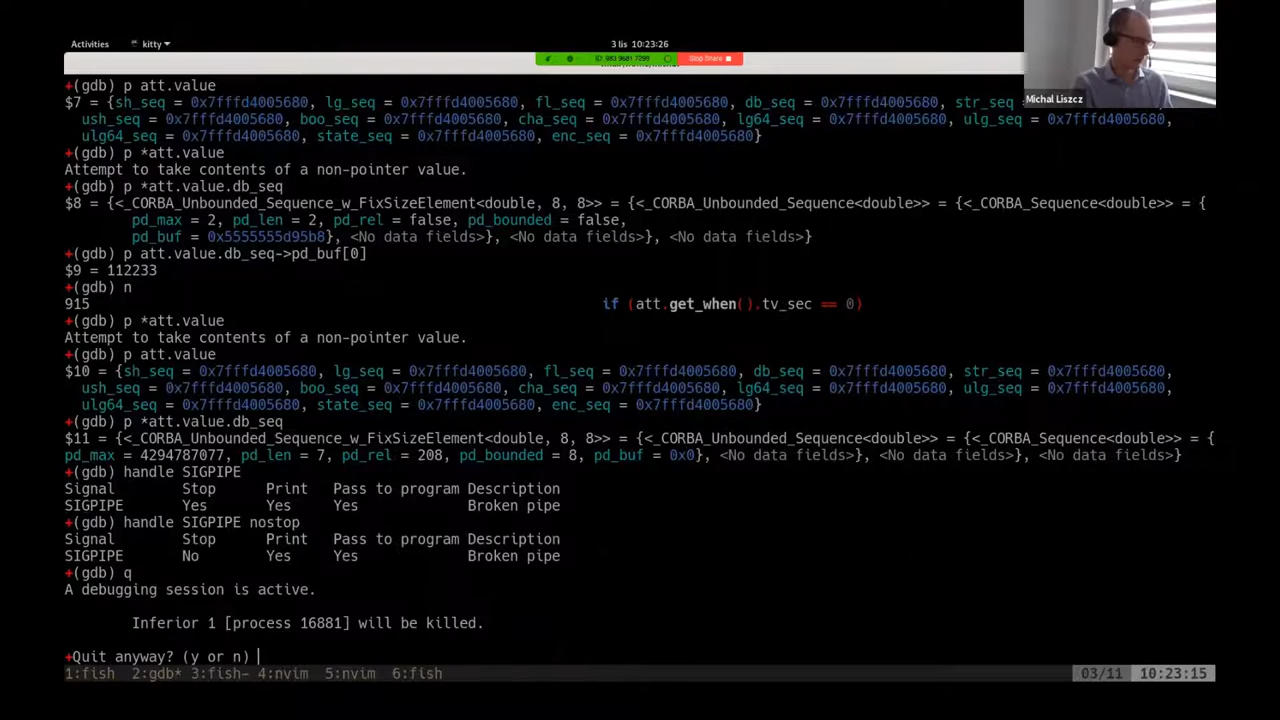 Activities kitty 3 lis 10:23:26
ID: 983 9681 7299 Stop Share
Michal Liszcz
+(gdb) p att.value
$7 = {sh_seq = 0x7fffd4005680, lg_seq = 0x7fffd4005680, fl_seq = 0x7fffd4005680, db_seq = 0x7fffd4005680, str_seq
ush_seq = 0x7fffd4005680, boo_seq = 0x7fffd4005680, cha_seq = 0x7fffd4005680, lg64_seq = 0x7fffd4005680, ulg_seq = 0x7fffd4005680,
ulg64_seq = 0x7fffd4005680, state_seq = 0x7fffd4005680, enc_seq = 0x7fffd4005680}
+(gdb) p *att.value
Attempt to take contents of a non-pointer value.
+(gdb) p *att.value.db_seq
$8 = {<_CORBA_Unbounded_Sequence_w_FixSizeElement<double, 8, 8>> = {<_CORBA_Unbounded_Sequence<double>> = {<_CORBA_Sequence<double>> = {
pd_max = 2, pd_len = 2, pd_rel = false, pd_bounded = false,
pd_buf = 0x5555555d95b8}, <No data fields>}, <No data fields>}, <No data fields>}
+(gdb) p att.value.db_seq->pd_buf[0]
$9 = 112233
+(gdb) n
915 if (att.get_when().tv_sec == 0)
+(gdb) p *att.value
Attempt to take contents of a non-pointer value.
+(gdb) p att.value
$10 = {sh_seq = 0x7fffd4005680, lg_seq = 0x7fffd4005680, fl_seq = 0x7fffd4005680, db_seq = 0x7fffd4005680, str_seq = 0x7fffd4005680,
ush_seq = 0x7fffd4005680, boo_seq = 0x7fffd4005680, cha_seq = 0x7fffd4005680, lg64_seq = 0x7fffd4005680, ulg_seq = 0x7fffd4005680,
ulg64_seq = 0x7fffd4005680, state_seq = 0x7fffd4005680, enc_seq = 0x7fffd4005680}
+(gdb) p *att.value.db_seq
$11 = {<_CORBA_Unbounded_Sequence_w_FixSizeElement<double, 8, 8>> = {<_CORBA_Unbounded_Sequence<double>> = {<_CORBA_Sequence<double>> = {
pd_max = 4294787077, pd_len = 7, pd_rel = 208, pd_bounded = 8, pd_buf = 0x0}, <No data fields>}, <No data fields>}, <No data fields>}
+(gdb) handle SIGPIPE
Signal Stop Print Pass to program Description
SIGPIPE Yes Yes Yes Broken pipe
+(gdb) handle SIGPIPE nostop
Signal Stop Print Pass to program Description
SIGPIPE No Yes Yes Broken pipe
+(gdb) q
A debugging session is active.
Inferior 1 [process 16881] will be killed.
+Quit anyway? (y or n)
1:fish 2:gdb* 3:fish- 4:nvim 5:nvim 6:fish 03/11 10:23:15